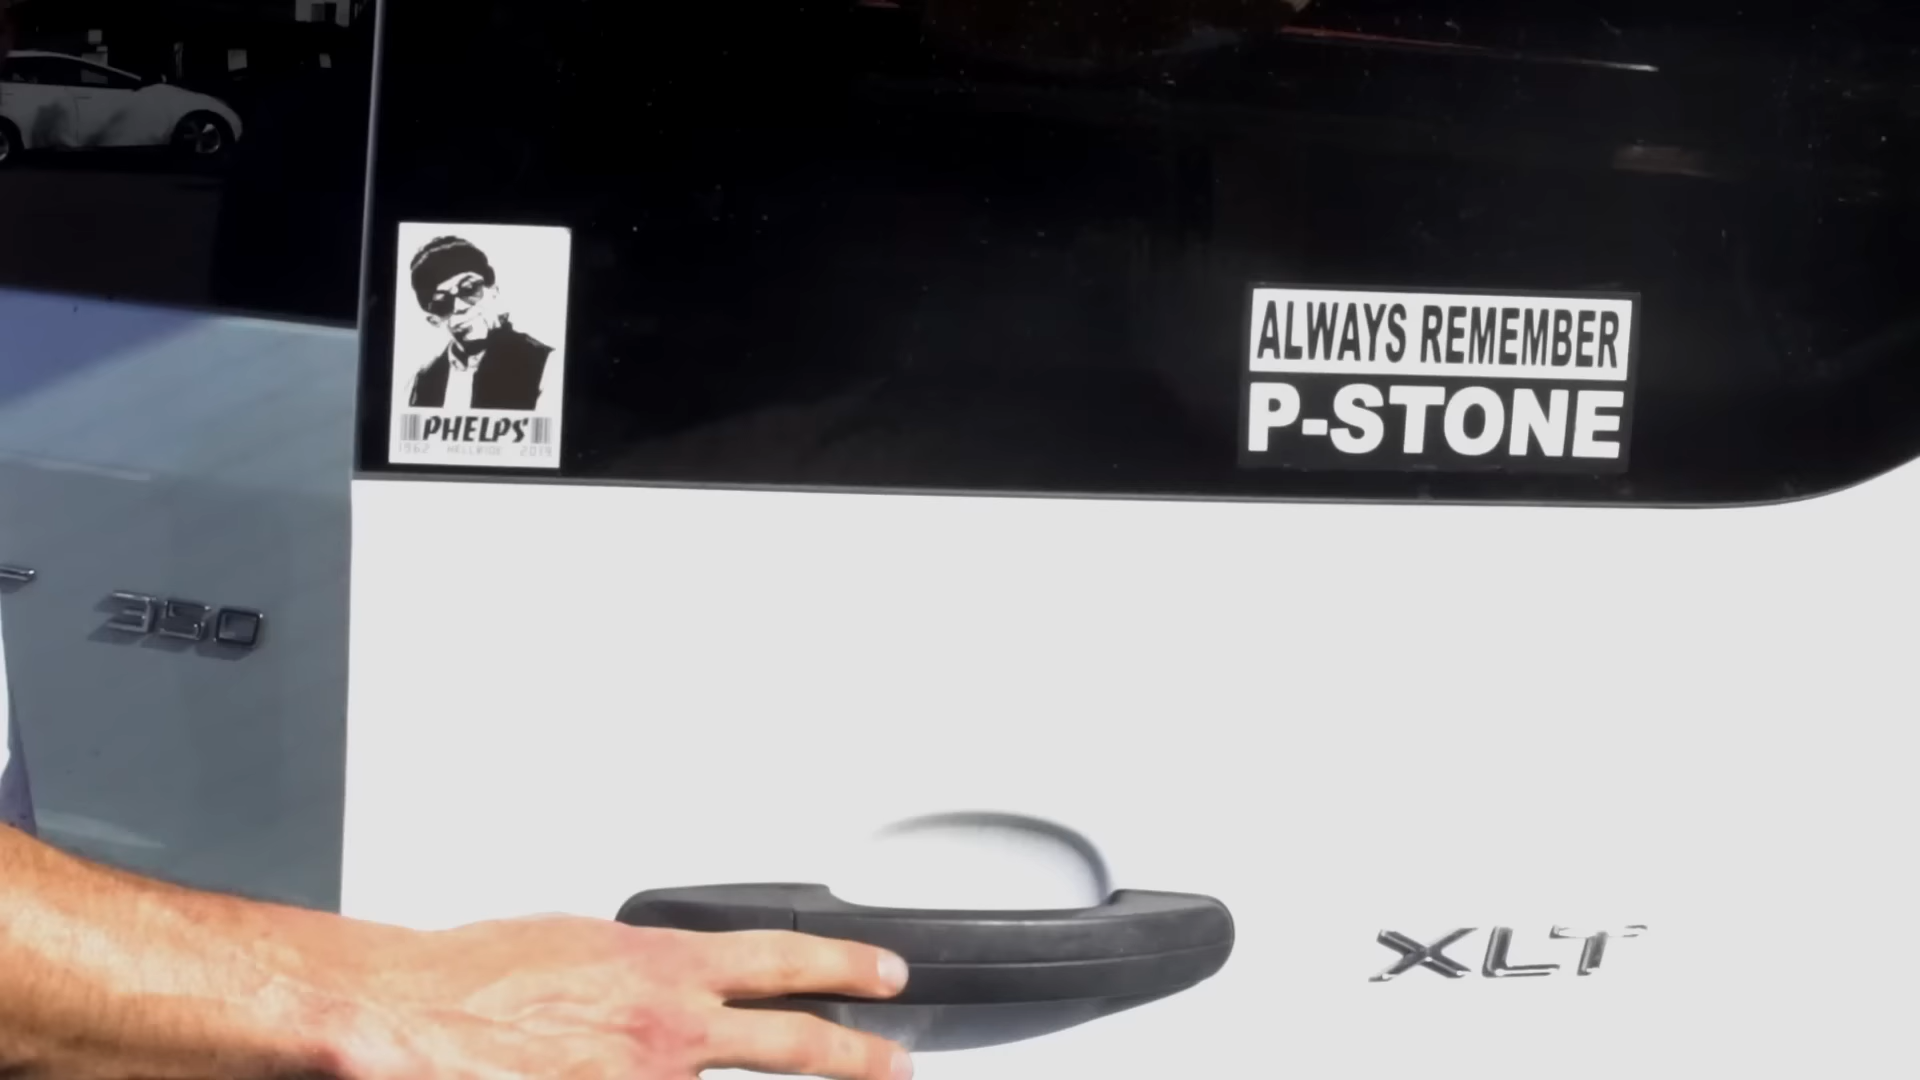 ALWAYS REMEMBER
P-STONE
PHELPS
1962 HELLRIDE 2019
350
XLT